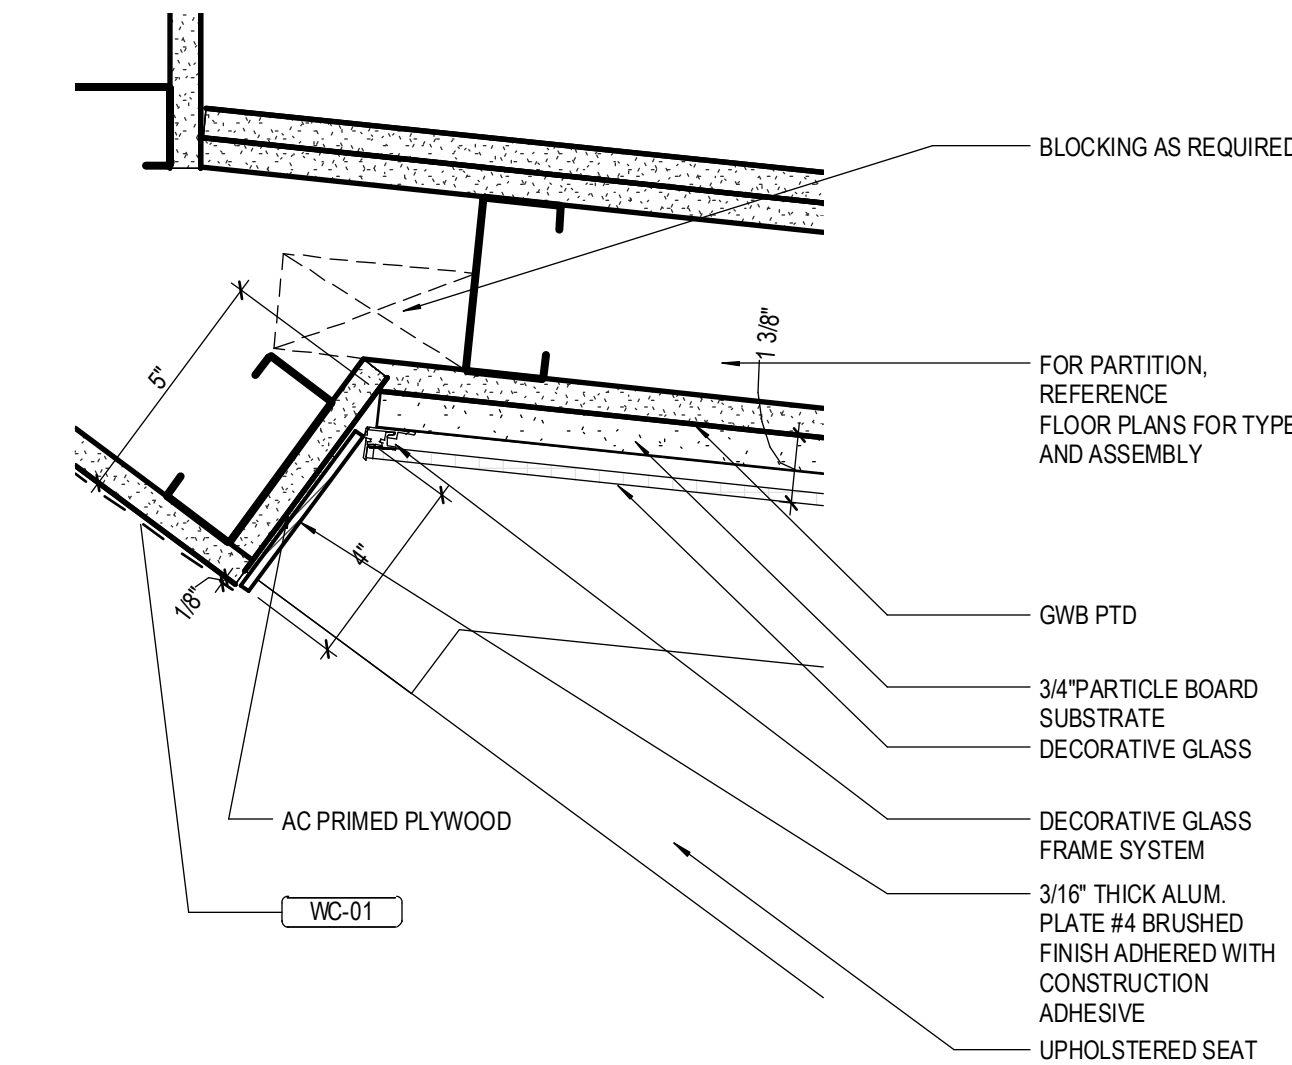 BLOCKING AS REQUIRED
1 3/8"
5"
FOR PARTITION,
REFERENCE
FLOOR PLANS FOR TYPE
AND ASSEMBLY
4"
1/8"
GWB PTD
3/4"PARTICLE BOARD
SUBSTRATE
DECORATIVE GLASS
AC PRIMED PLYWOOD
DECORATIVE GLASS
FRAME SYSTEM
WC-01
3/16" THICK ALUM.
PLATE #4 BRUSHED
FINISH ADHERED WITH
CONSTRUCTION
ADHESIVE
UPHOLSTERED SEAT